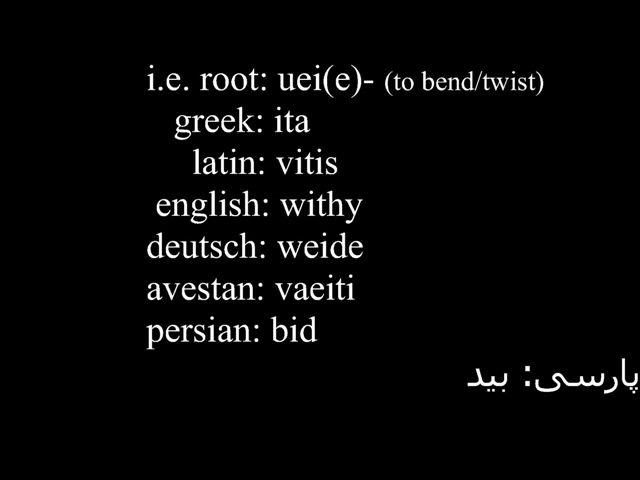 i.e. root: uei(e)- (to bend/twist)
greek: ita
latin: vitis
english: withy
deutsch: weide
avestan: vaeiti
persian: bid
پارسی: بید